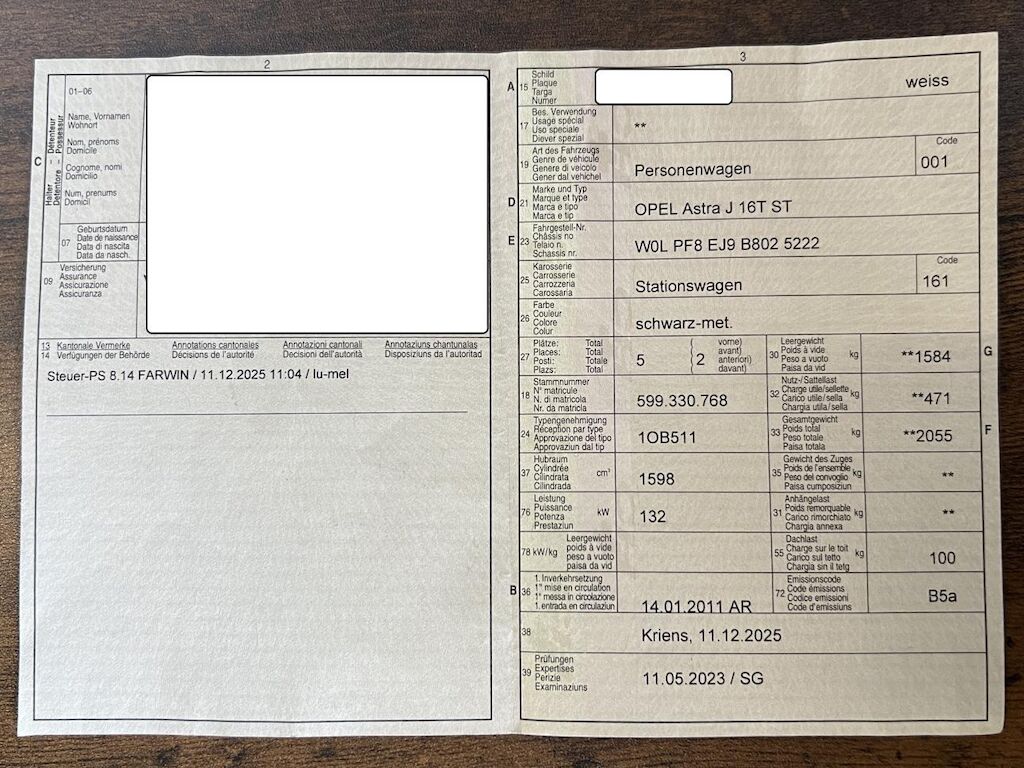 2
01–06
Name, Vornamen
Wohnort
Nom, prénoms
Domicile
Cognome, nomi
Domicilio
Num, prenums
Domicil
C
Halter – Détenteur
Detentore – Possessur
07
Geburtsdatum
Date de naissance
Data di nascita
Data da nasch.
09
Versicherung
Assurance
Assicurazione
Assicuranza
13 Kantonale Vermerke Annotations cantonales Annotazioni cantonali Annotaziuns chantunalas
14 Verfügungen der Behörde Décisions de l'autorité Decisioni dell'autorità Disposiziuns da l'autoritad
Steuer-PS 8.14 FARWIN / 11.12.2025 11:04 / lu-mel
3
A 15
Schild
Plaque
Targa
Numer
weiss
17
Bes. Verwendung
Usage spécial
Uso speciale
Diever spezial
**
19
Art des Fahrzeugs
Genre de véhicule
Genere di veicolo
Gener dal vehichel
Personenwagen
Code
001
D 21
Marke und Typ
Marque et type
Marca e tipo
Marca e tip
OPEL Astra J 16T ST
E 23
Fahrgestell-Nr.
Châssis no
Telaio n.
Schassis nr.
W0L PF8 EJ9 B802 5222
25
Karosserie
Carrosserie
Carrozzeria
Carossaria
Stationswagen
Code
161
26
Farbe
Couleur
Colore
Colur
schwarz-met.
27
Plätze: Total
Places: Total
Posti: Totale
Plazs: Total
5
( 2
vorne)
avant)
anteriori)
davant)
30
Leergewicht
Poids à vide
Peso a vuoto
Paisa da vid
kg
**1584
G
18
Stammnummer
N° matricule
N. di matricola
Nr. da matricla
599.330.768
32
Nutz-/Sattellast
Charge utile/sellette
Carico utile/sella
Chargia utila/sella
kg
**471
24
Typengenehmigung
Réception par type
Approvazione del tipo
Approvaziun dal tip
1OB511
33
Gesamtgewicht
Poids total
Peso totale
Paisa totala
kg
**2055
F
37
Hubraum
Cylindrée
Cilindrata
Cilindrada
cm³
1598
35
Gewicht des Zuges
Poids de l'ensemble
Peso del convoglio
Paisa cumposiziun
kg
**
76
Leistung
Puissance
Potenza
Prestaziun
kW
132
31
Anhängelast
Poids remorquable
Carico rimorchiato
Chargia annexa
kg
**
78 kW/kg
Leergewicht
poids à vide
peso a vuoto
paisa da vid
55
Dachlast
Charge sur le toit
Carico sul tetto
Chargia sin il tetg
kg
100
B 36
1. Inverkehrsetzung
1re mise en circulation
1a messa in circolazione
1. entrada en circulaziun
14.01.2011 AR
72
Emissionscode
Code émissions
Codice emissioni
Code d'emissiuns
B5a
38
Kriens, 11.12.2025
39
Prüfungen
Expertises
Perizie
Examinaziuns
11.05.2023 / SG